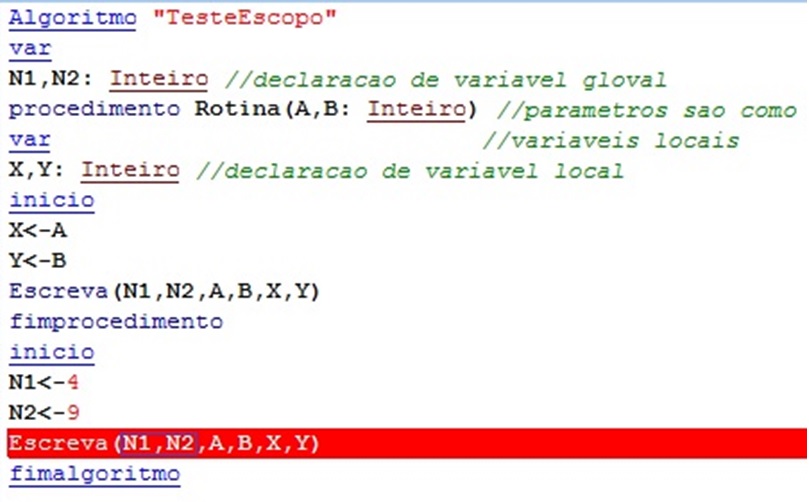 Algoritmo "TesteEscopo"
var
N1,N2: Inteiro //declaracao de variavel gloval
procedimento Rotina(A,B: Inteiro) //parametros sao como
var //variaveis locais
X,Y: Inteiro //declaracao de variavel local
inicio
X<-A
Y<-B
Escreva(N1,N2,A,B,X,Y)
fimprocedimento
inicio
N1<-4
N2<-9
Escreva(N1,N2,A,B,X,Y)
fimalgoritmo